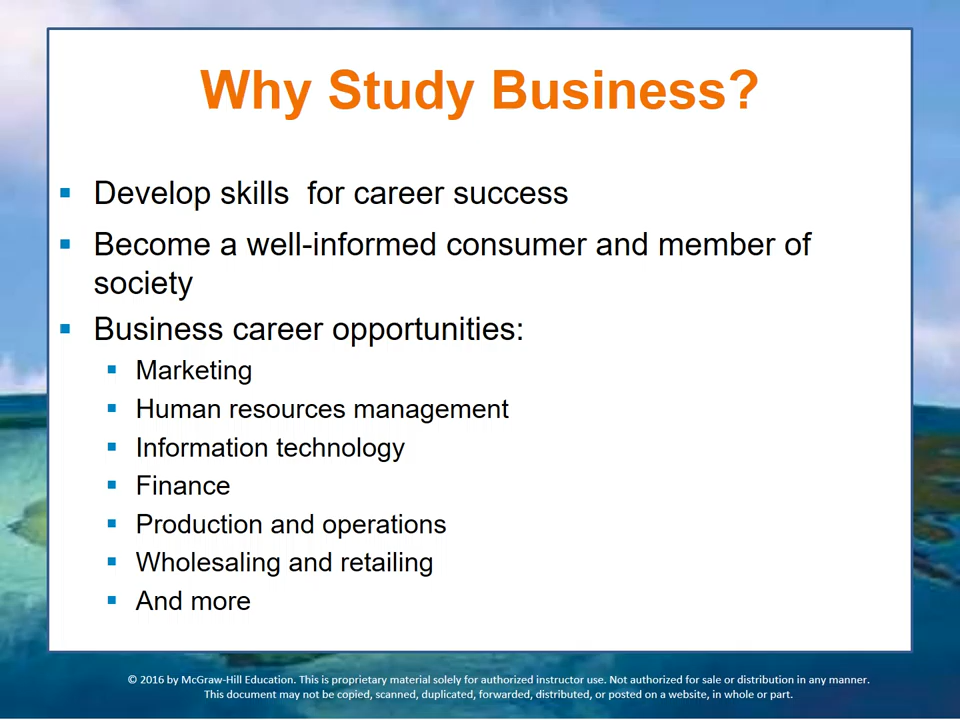 Why Study Business?
▪ Develop skills  for career success
▪ Become a well-informed consumer and member of
society
▪ Business career opportunities:
▪ Marketing
▪ Human resources management
▪ Information technology
▪ Finance
▪ Production and operations
▪ Wholesaling and retailing
▪ And more
© 2016 by McGraw-Hill Education. This is proprietary material solely for authorized instructor use. Not authorized for sale or distribution in any manner.
This document may not be copied, scanned, duplicated, forwarded, distributed, or posted on a website, in whole or part.